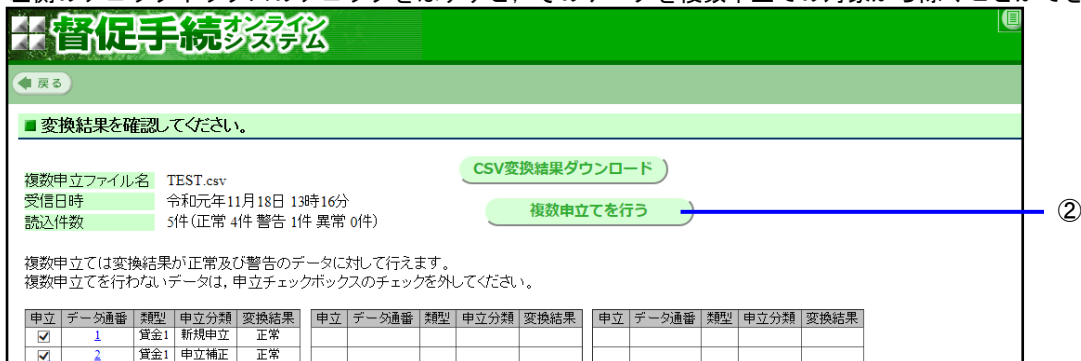 督促手続オンラインシステム
戻る
■ 変換結果を確認してください。
CSV変換結果ダウンロード
複数申立ファイル名 TEST.csv
受信日時 令和元年11月18日 13時16分
読込件数 5件(正常 4件 警告 1件 異常 0件)
複数申立てを行う
②
複数申立ては変換結果が正常及び警告のデータに対して行えます。
複数申立てを行わないデータは，申立チェックボックスのチェックを外してください。
申立 データ通番 類型 申立分類 変換結果 申立 データ通番 類型 申立分類 変換結果 申立 データ通番 類型 申立分類 変換結果
1 貸金1 新規申立 正常
2 貸金1 申立補正 正常